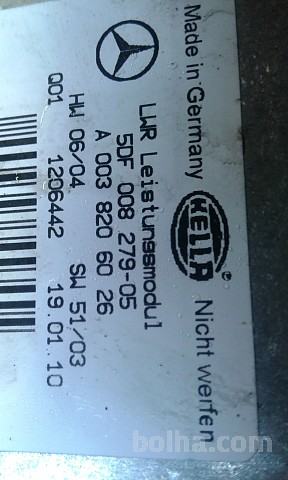 Made in Germany
HELLA
®
Nicht werfen
LWR Leistungsmodul
5DF 008 279-05
A 003 820 60 26
HW 06/04 SW 51/03
Q01 1206442 19.01.10
bolha.com